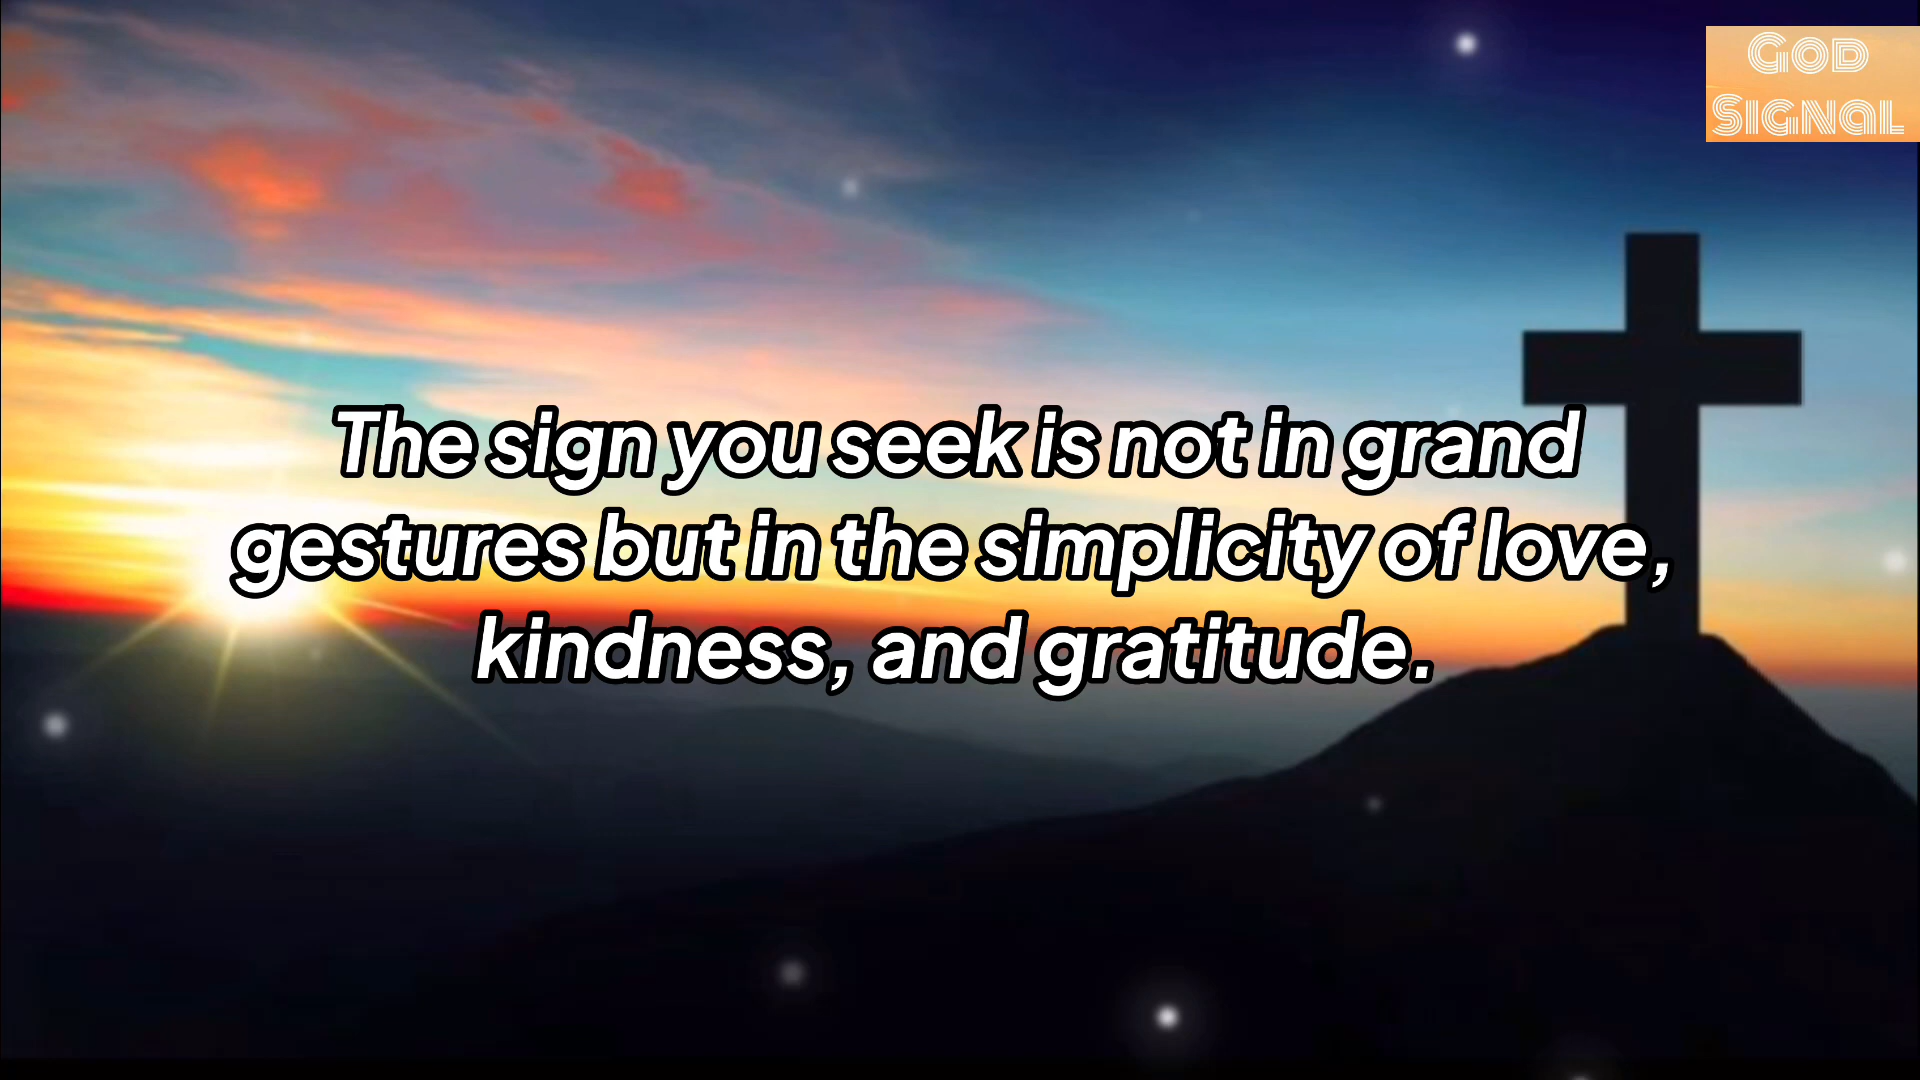 God
Signal
The sign you seek is not in grand
gestures but in the simplicity of love,
kindness, and gratitude.